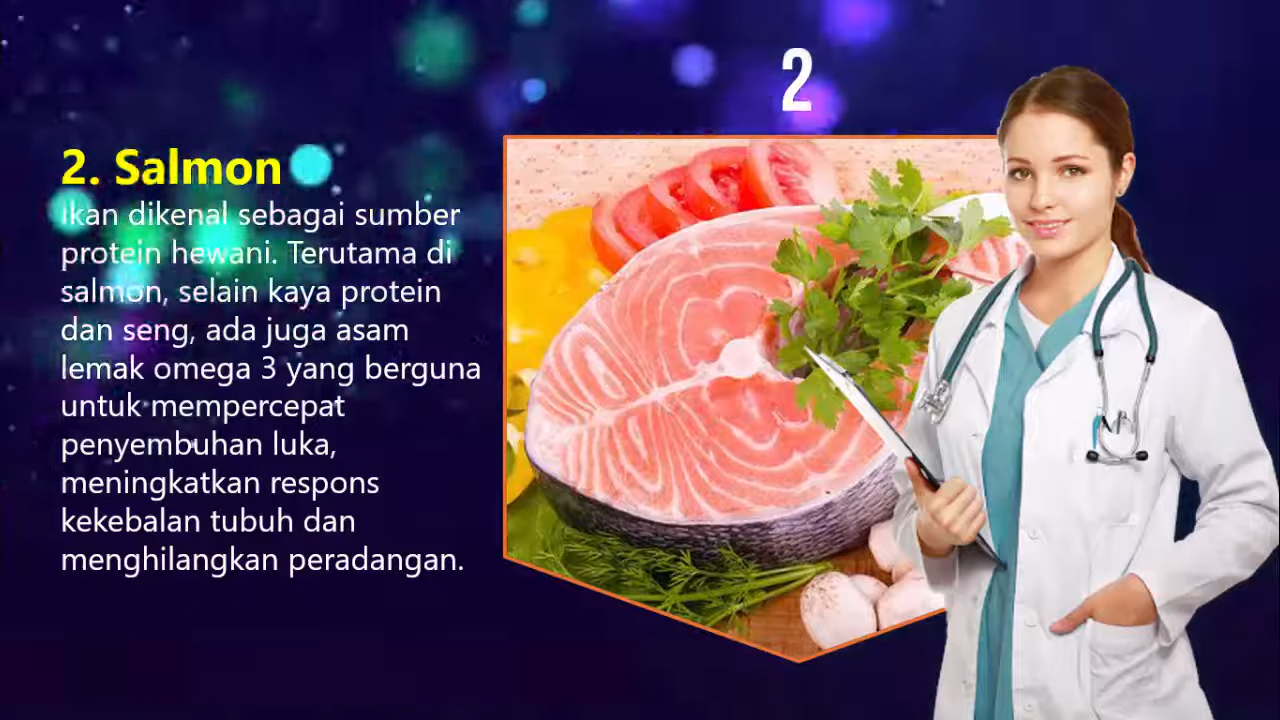 2
2. Salmon
Ikan dikenal sebagai sumber
protein hewani. Terutama di
salmon, selain kaya protein
dan seng, ada juga asam
lemak omega 3 yang berguna
untuk mempercepat
penyembuhan luka,
meningkatkan respons
kekebalan tubuh dan
menghilangkan peradangan.